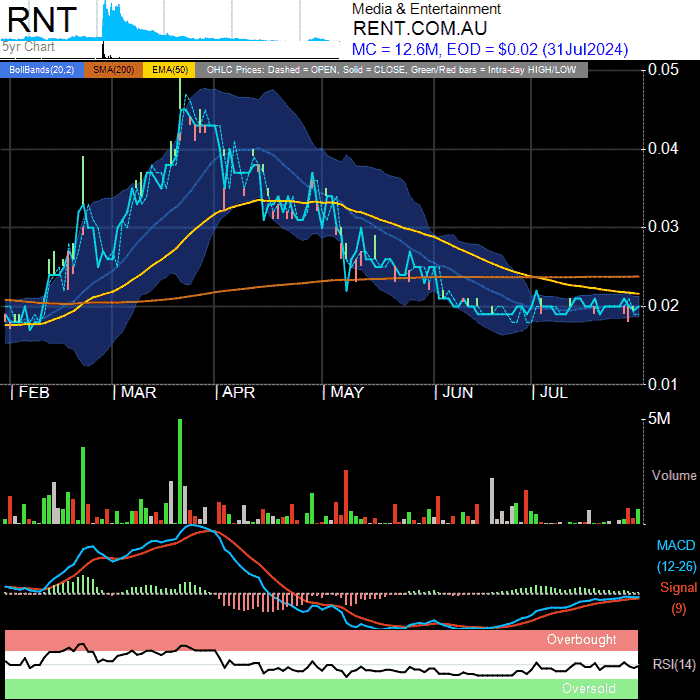 RNT
Media & Entertainment
RENT.COM.AU
MC = 12.6M, EOD = $0.02 (31Jul2024)
5yr Chart
BollBands(20,2) SMA(200) EMA(50) OHLC Prices: Dashed = OPEN, Solid = CLOSE, Green/Red bars = Intra-day HIGH/LOW
0.05
0.04
0.03
0.02
0.01
FEB MAR APR MAY JUN JUL
5M
Volume
MACD
(12-26)
Signal
(9)
Overbought
RSI(14)
Oversold